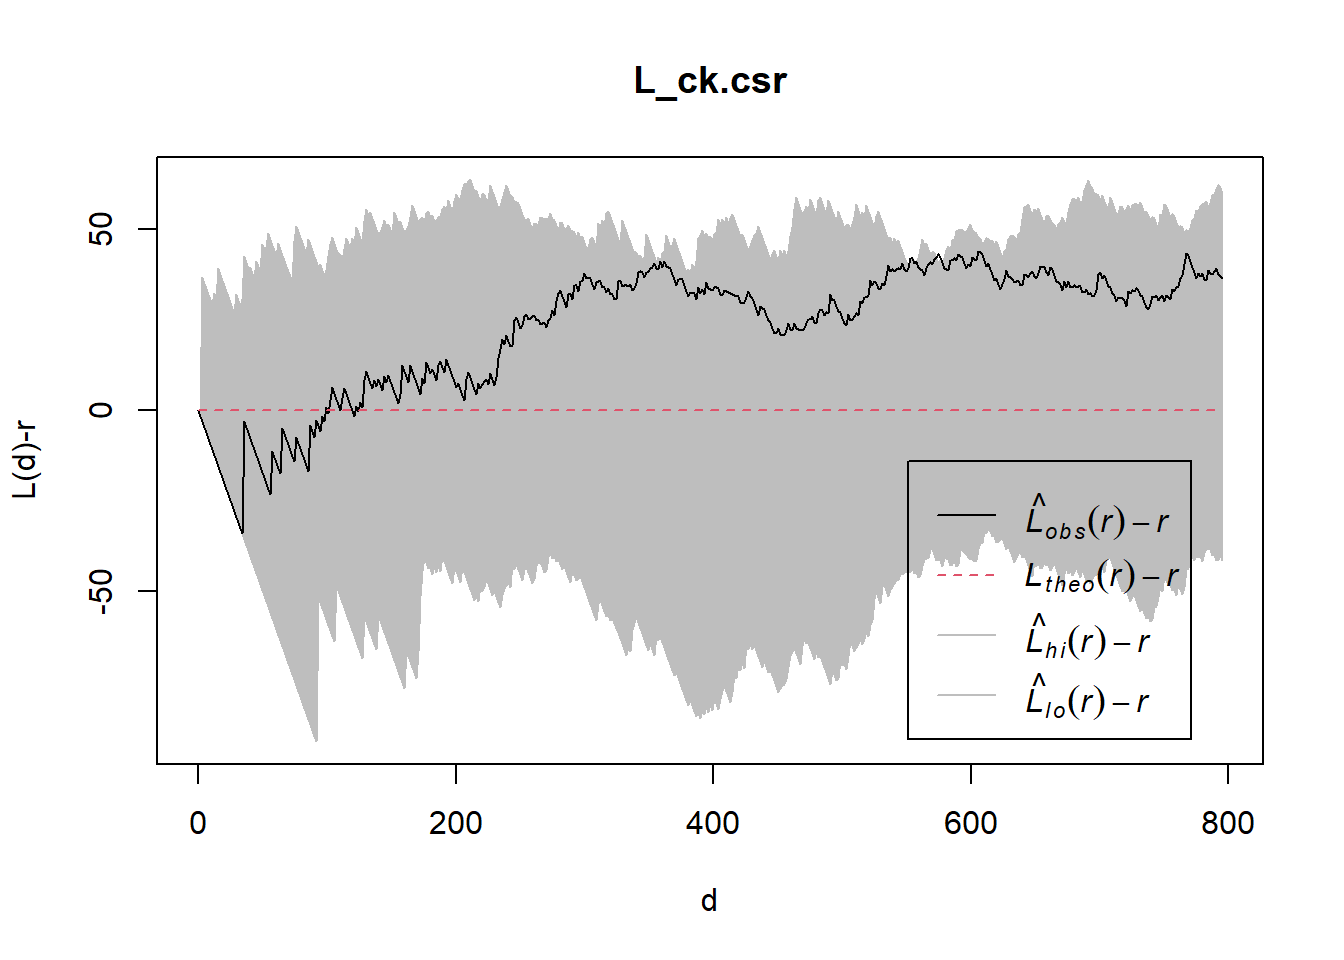 L_ck.csr
L(d)-r
50
0
-50
0 200 400 600 800
d
L̂obs(r) – r
Ltheo(r) – r
L̂hi(r) – r
L̂lo(r) – r